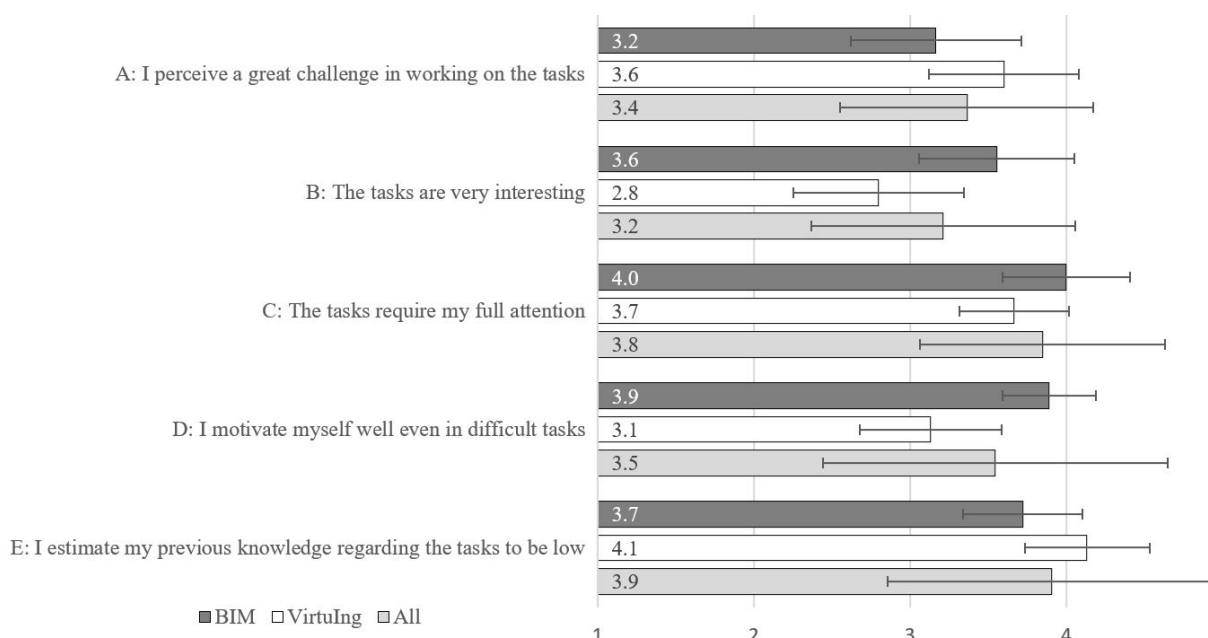 3.2
A: I perceive a great challenge in working on the tasks
3.6
3.4
3.6
B: The tasks are very interesting
2.8
3.2
4.0
C: The tasks require my full attention
3.7
3.8
3.9
D: I motivate myself well even in difficult tasks
3.1
3.5
3.7
E: I estimate my previous knowledge regarding the tasks to be low
4.1
3.9
BIM VirtuIng All
1 2 3 4